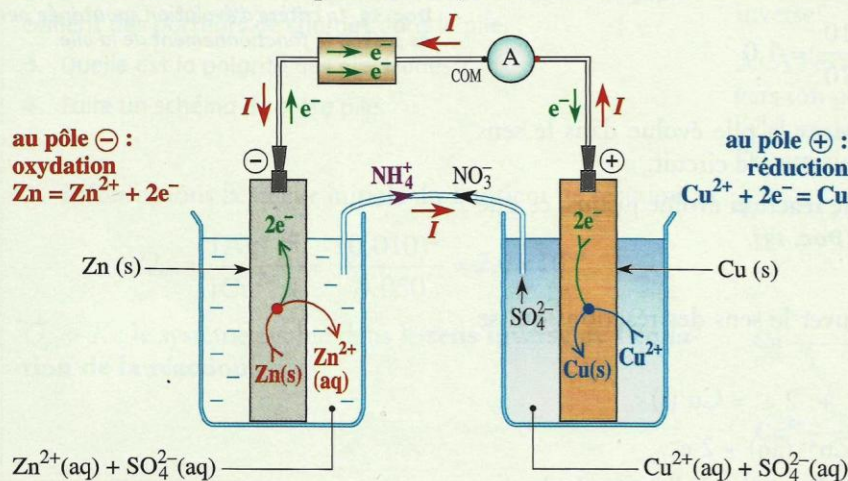 I
e⁻
e⁻
COM
A
I
e⁻
e⁻
I
au pôle ⊖ :
oxydation
Zn = Zn²⁺ + 2e⁻
⊖
NH₄⁺
NO₃⁻
I
⊕
au pôle ⊕ :
réduction
Cu²⁺ + 2e⁻ = Cu
2e⁻
2e⁻
Zn (s)
Cu (s)
SO₄²⁻
Zn(s)
Zn²⁺
(aq)
Cu(s)
Cu²⁺
Zn²⁺(aq) + SO₄²⁻(aq)
Cu²⁺(aq) + SO₄²⁻(aq)